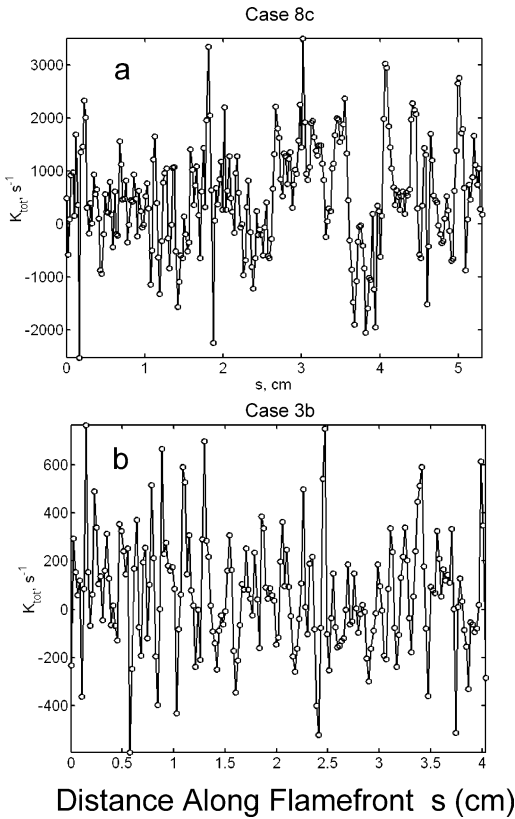 Case 8c
a
3000
2000
1000
0
-1000
-2000
K_tot, s^-1
0 1 2 3 4 5
s, cm
Case 3b
b
600
400
200
0
-200
-400
K_tot, s^-1
0 0.5 1 1.5 2 2.5 3 3.5 4
Distance Along Flamefront s (cm)